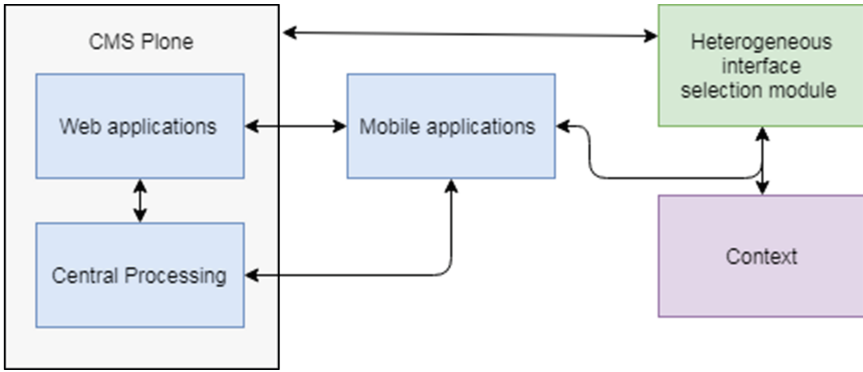 CMS Plone
Heterogeneous
interface
selection module
Web applications
Mobile applications
Central Processing
Context